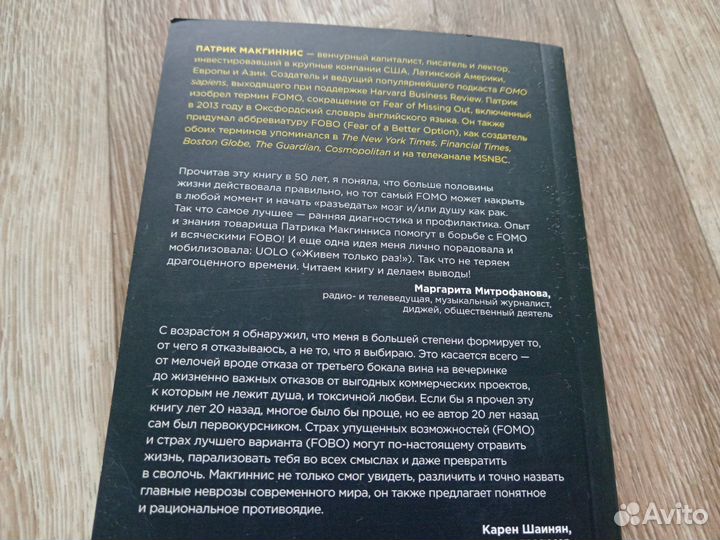 ПАТРИК МАКГИННИС — венчурный капиталист, писатель и лектор,
инвестировавший в крупные компании США, Латинской Америки,
Европы и Азии. Создатель и ведущий популярнейшего подкаста FOMO
sapiens, выходящего при поддержке Harvard Business Review. Патрик
изобрел термин FOMO, сокращение от Fear of Missing Out, включенный
в 2013 году в Оксфордский словарь английского языка. Он также
придумал аббревиатуру FOBO (Fear of a Better Option), как создатель
обоих терминов упоминался в The New York Times, Financial Times,
Boston Globe, The Guardian, Cosmopolitan и на телеканале MSNBC.
Прочитав эту книгу в 50 лет, я поняла, что больше половины
жизни действовала правильно, но тот самый FOMO может накрыть
в любой момент и начать «разъедать» мозг и/или душу как рак.
Так что самое лучшее — ранняя диагностика и профилактика. Опыт
и знания товарища Патрика Макгинниса помогут в борьбе с FOMO
и всяческими FOBO! И еще одна идея меня лично порадовала и
мобилизовала: UOLO («Живем только раз!»). Так что не теряем
драгоценного времени. Читаем книгу и делаем выводы!
Маргарита Митрофанова,
радио- и телеведущая, музыкальный журналист,
диджей, общественный деятель
С возрастом я обнаружил, что меня в большей степени формирует то,
от чего я отказываюсь, а не то, что я выбираю. Это касается всего —
от мелочей вроде отказа от третьего бокала вина на вечеринке
до жизненно важных отказов от выгодных коммерческих проектов,
к которым не лежит душа, и токсичной любви. Если бы я прочел эту
книгу лет 20 назад, многое было бы проще, но ее автор 20 лет назад
сам был первокурсником. Страх упущенных возможностей (FOMO)
и страх лучшего варианта (FOBO) могут по-настоящему отравить
жизнь, парализовать тебя во всех смыслах и даже превратить
в сволочь. Макгиннис не только смог увидеть, различить и точно назвать
главные неврозы современного мира, он также предлагает понятное
и рациональное противоядие.
Карен Шаинян,
Avito